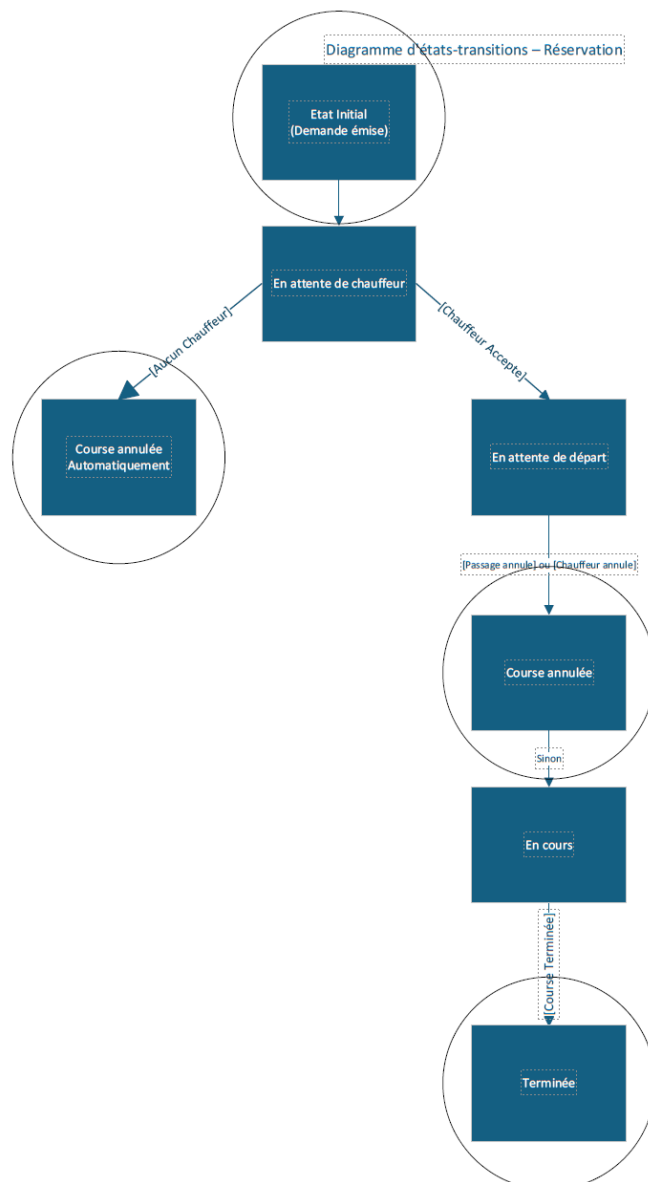 Diagramme d'états-transitions – Réservation
Etat Initial
(Demande émise)
En attente de chauffeur
[Aucun Chauffeur]
[Chauffeur Accepte]
Course annulée
Automatiquement
En attente de départ
[Passage annule] ou [Chauffeur annule]
Course annulée
Sinon
En cours
[Course Terminée]
Terminée